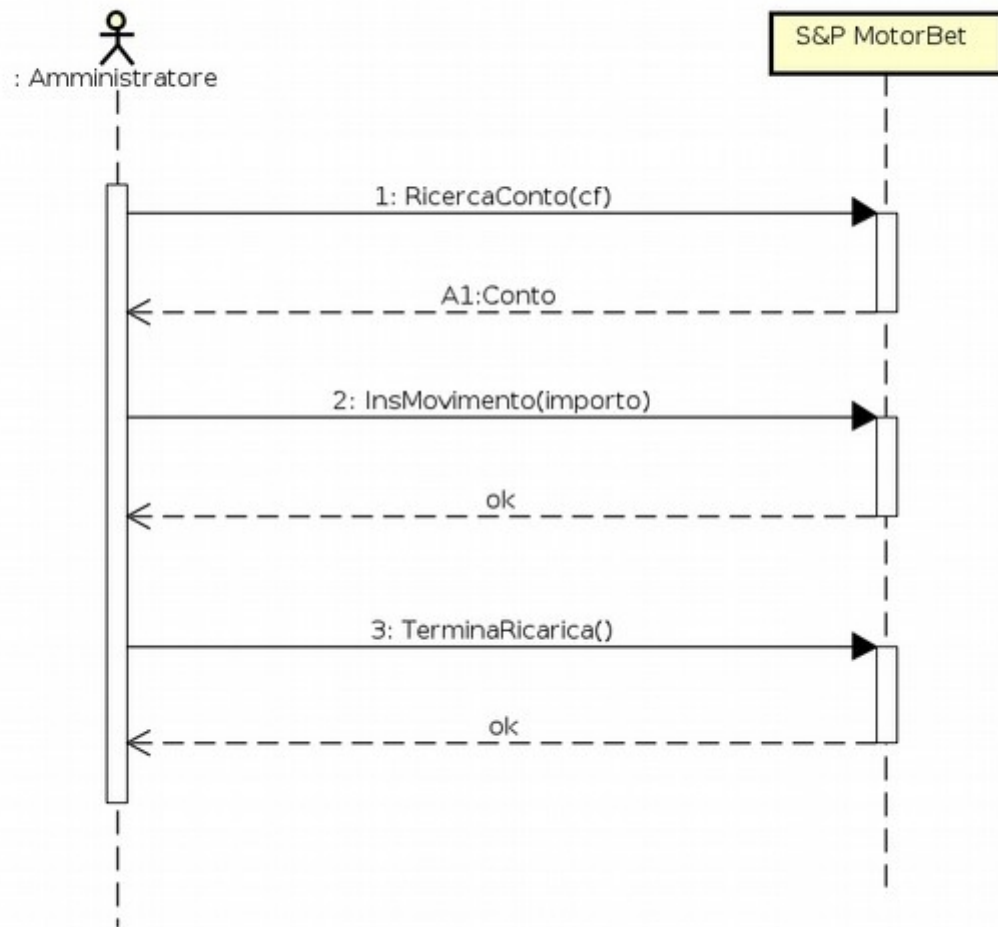 : Amministratore
S&P MotorBet
1: RicercaConto(cf)
A1:Conto
2: InsMovimento(importo)
ok
3: TerminaRicarica()
ok